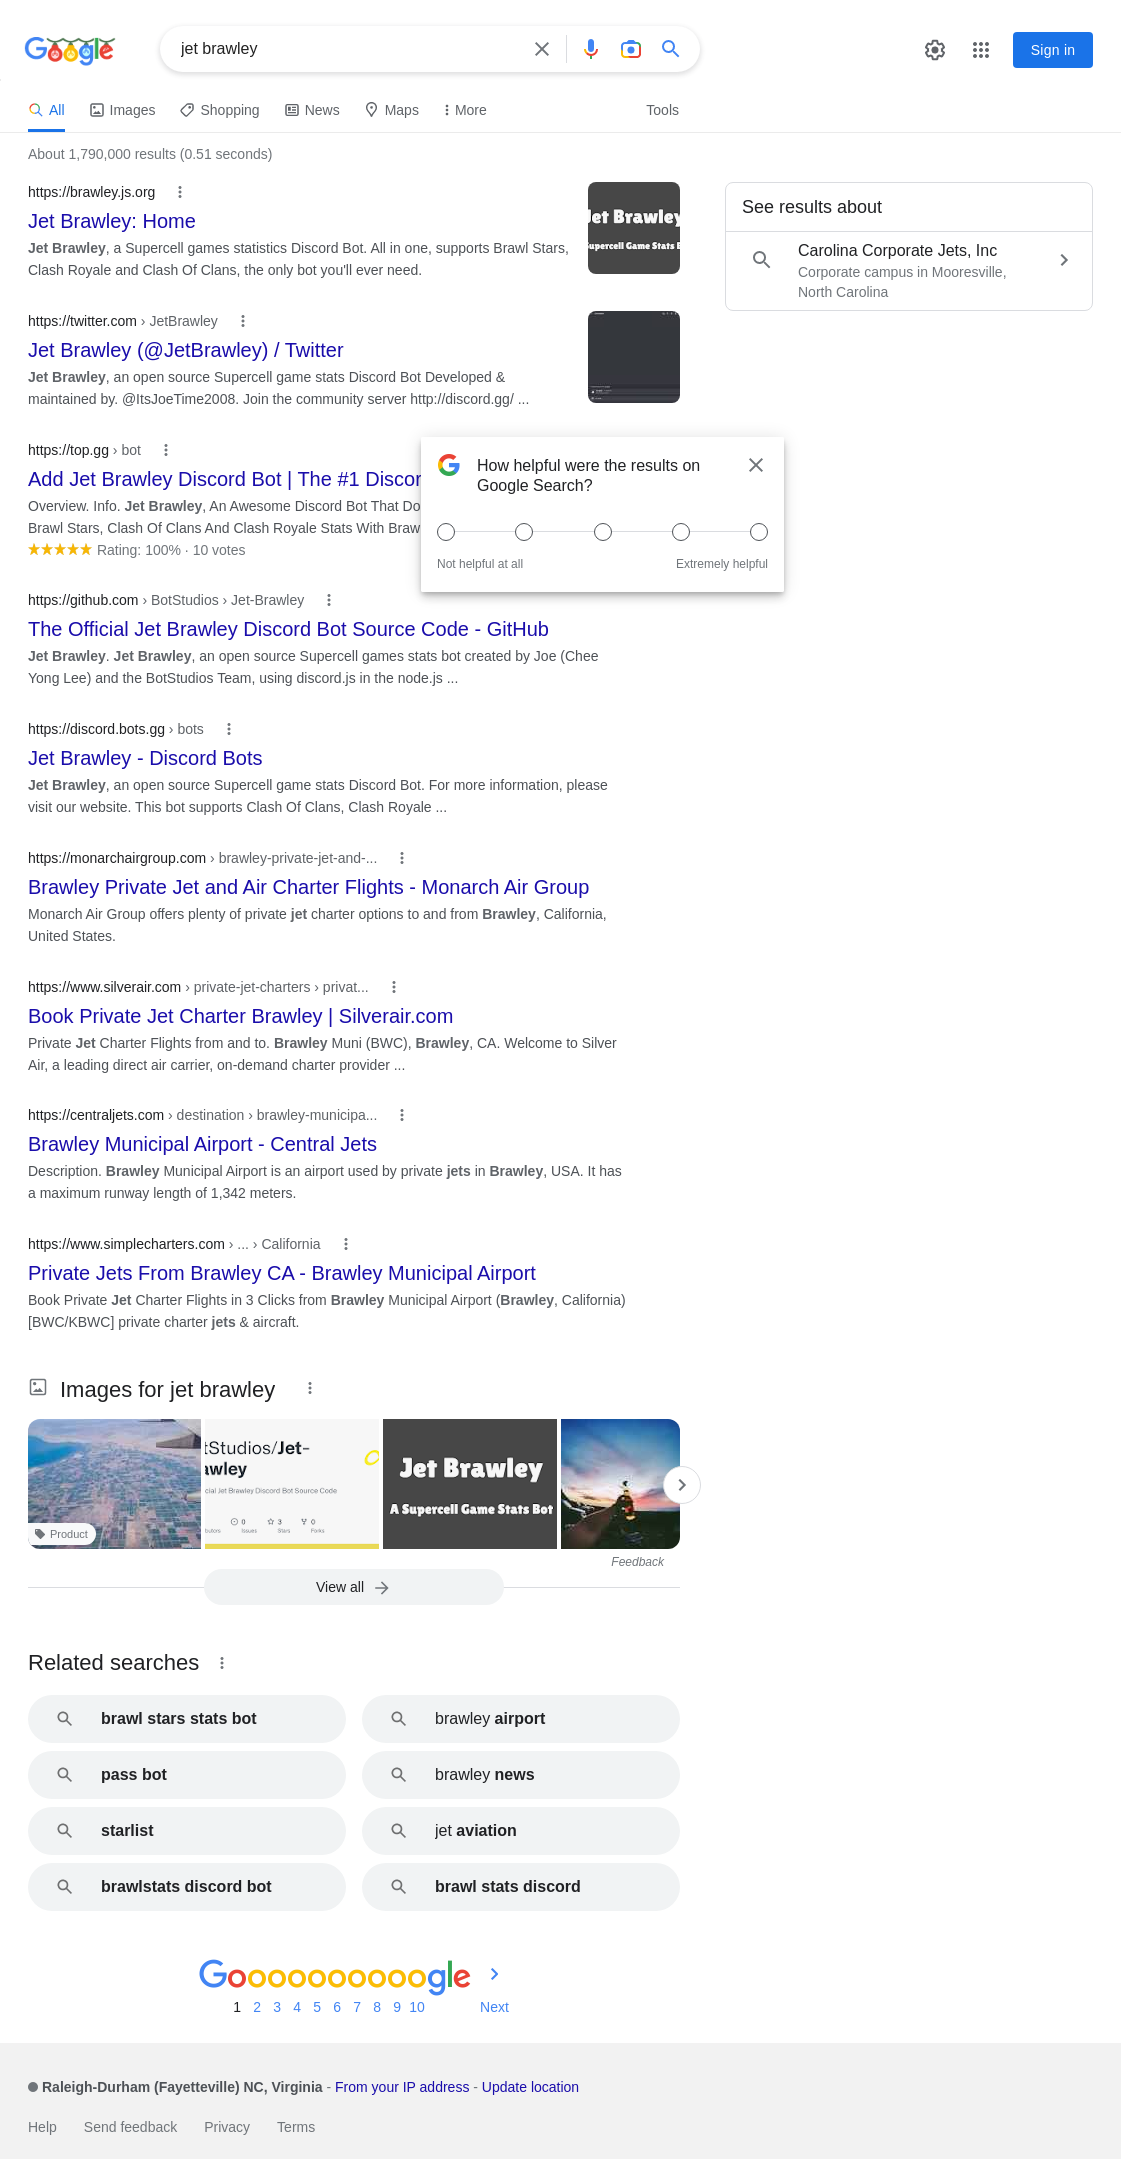 Google
jet brawley
Sign in
All
Images
Shopping
News
Maps
More
Tools
About 1,790,000 results (0.51 seconds)
https://brawley.js.org
Jet Brawley: Home
Jet Brawley, a Supercell games statistics Discord Bot. All in one, supports Brawl Stars,
Clash Royale and Clash Of Clans, the only bot you'll ever need.
Jet Brawley
Supercell Game Stats B
See results about
Carolina Corporate Jets, Inc
Corporate campus in Mooresville,
North Carolina
https://twitter.com › JetBrawley
Jet Brawley (@JetBrawley) / Twitter
Jet Brawley, an open source Supercell game stats Discord Bot Developed &
maintained by. @ItsJoeTime2008. Join the community server http://discord.gg/ ...
https://top.gg › bot
Add Jet Brawley Discord Bot | The #1 Discor
Overview. Info. Jet Brawley, An Awesome Discord Bot That Do
Brawl Stars, Clash Of Clans And Clash Royale Stats With Braw
Rating: 100% · 10 votes
How helpful were the results on
Google Search?
Not helpful at all
Extremely helpful
https://github.com › BotStudios › Jet-Brawley
The Official Jet Brawley Discord Bot Source Code - GitHub
Jet Brawley. Jet Brawley, an open source Supercell games stats bot created by Joe (Chee
Yong Lee) and the BotStudios Team, using discord.js in the node.js ...
https://discord.bots.gg › bots
Jet Brawley - Discord Bots
Jet Brawley, an open source Supercell game stats Discord Bot. For more information, please
visit our website. This bot supports Clash Of Clans, Clash Royale ...
https://monarchairgroup.com › brawley-private-jet-and-...
Brawley Private Jet and Air Charter Flights - Monarch Air Group
Monarch Air Group offers plenty of private jet charter options to and from Brawley, California,
United States.
https://www.silverair.com › private-jet-charters › privat...
Book Private Jet Charter Brawley | Silverair.com
Private Jet Charter Flights from and to. Brawley Muni (BWC), Brawley, CA. Welcome to Silver
Air, a leading direct air carrier, on-demand charter provider ...
https://centraljets.com › destination › brawley-municipa...
Brawley Municipal Airport - Central Jets
Description. Brawley Municipal Airport is an airport used by private jets in Brawley, USA. It has
a maximum runway length of 1,342 meters.
https://www.simplecharters.com › ... › California
Private Jets From Brawley CA - Brawley Municipal Airport
Book Private Jet Charter Flights in 3 Clicks from Brawley Municipal Airport (Brawley, California)
[BWC/KBWC] private charter jets & aircraft.
Images for jet brawley
Product
tStudios/Jet-
awley
cial Jet Brawley Discord Bot Source Code
0
3
0
Issues
Stars
Forks
Jet Brawley
A Supercell Game Stats Bot
Feedback
View all
Related searches
brawl stars stats bot
brawley airport
pass bot
brawley news
starlist
jet aviation
brawlstats discord bot
brawl stats discord
Goooooooooogle
1 2 3 4 5 6 7 8 9 10 Next
Raleigh-Durham (Fayetteville) NC, Virginia - From your IP address - Update location
Help
Send feedback
Privacy
Terms